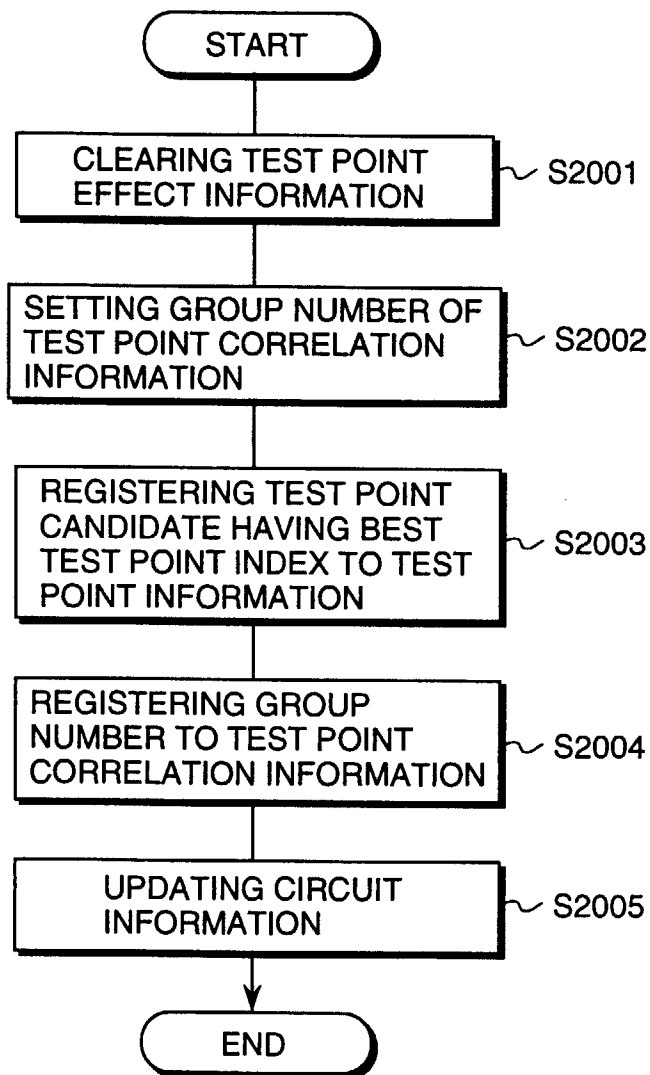 START
CLEARING TEST POINT
EFFECT INFORMATION
S2001
SETTING GROUP NUMBER OF
TEST POINT CORRELATION
INFORMATION
S2002
REGISTERING TEST POINT
CANDIDATE HAVING BEST
TEST POINT INDEX TO TEST
POINT INFORMATION
S2003
REGISTERING GROUP
NUMBER TO TEST POINT
CORRELATION INFORMATION
S2004
UPDATING CIRCUIT
INFORMATION
S2005
END